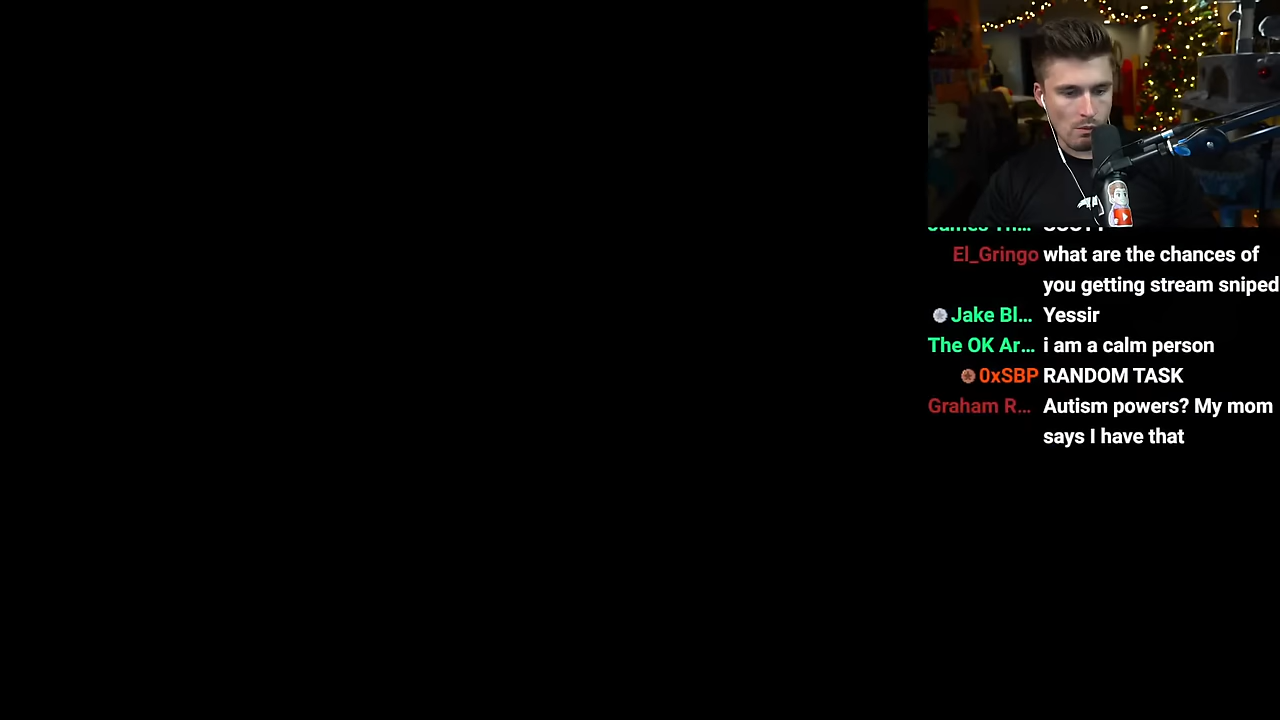 El_Gringo what are the chances of
you getting stream sniped
Jake Bl... Yessir
The OK Ar... i am a calm person
0xSBP RANDOM TASK
Graham R... Autism powers? My mom
says I have that